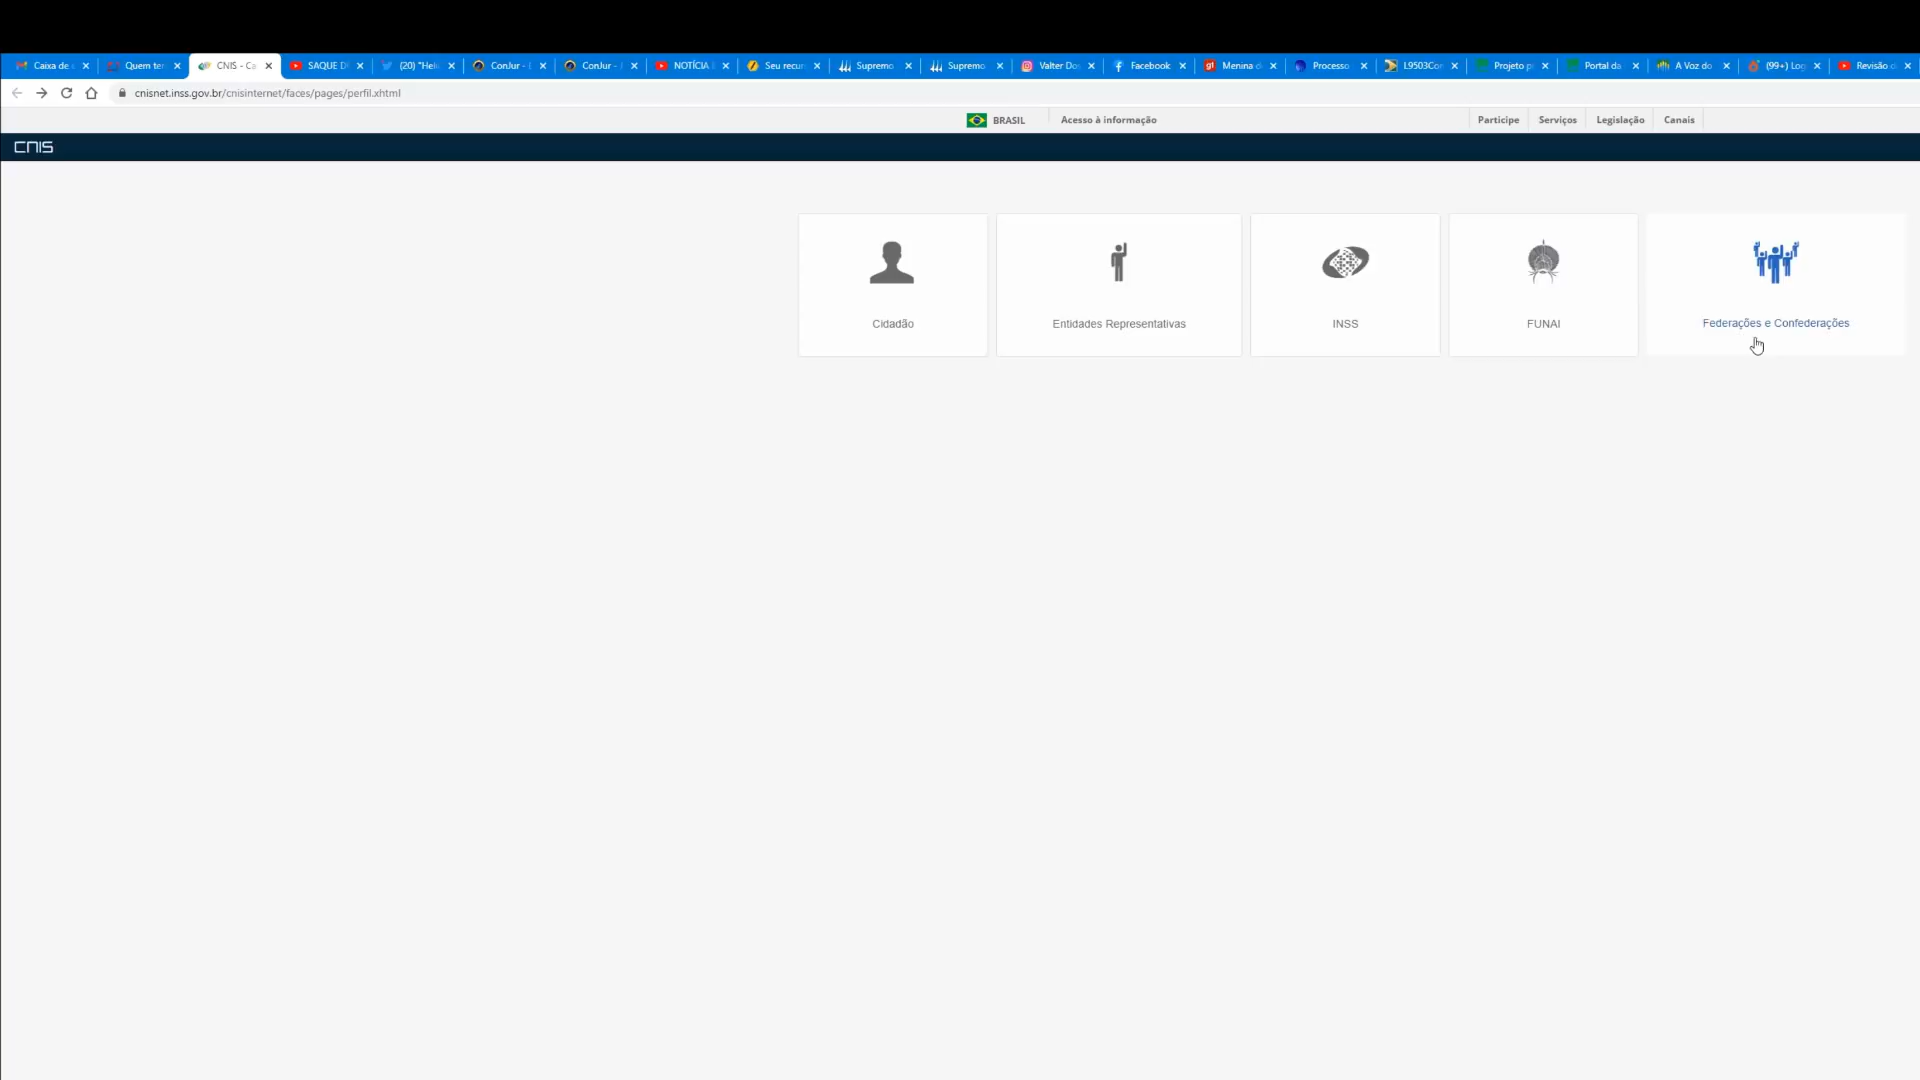 Caixa de
Quem ter
CNIS - Ca
SAQUE D
(20) "Heli
ConJur -
ConJur -
NOTÍCIA
Seu recur
Supremo
Supremo
Valter Do
Facebook
Menina d
Processo
L9503Co
Projeto p
Portal da
A Voz do
(99+) Log
Revisão d
cnisnet.inss.gov.br/cnisinternet/faces/pages/perfil.xhtml
BRASIL
Acesso à informação
Participe
Serviços
Legislação
Canais
CNIS
Cidadão
Entidades Representativas
INSS
FUNAI
Federações e Confederações